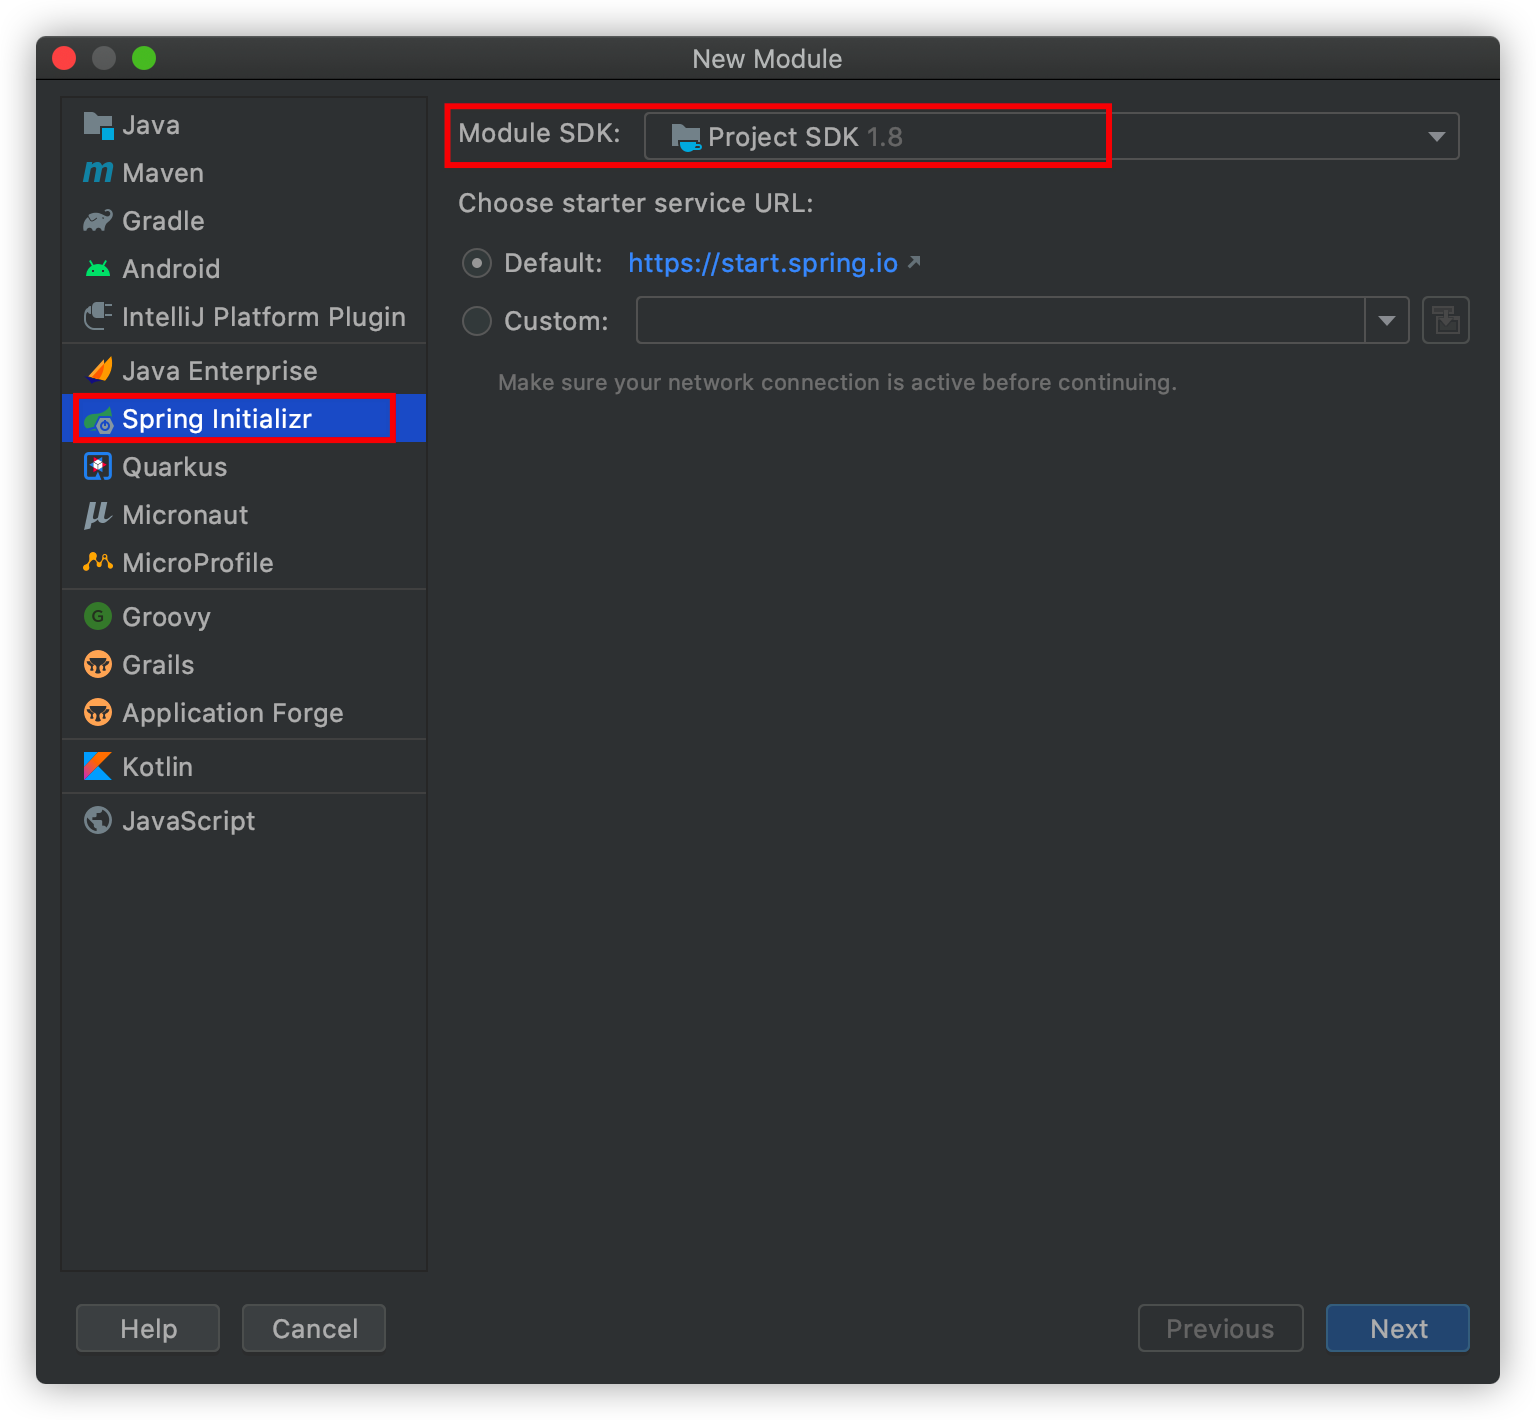 New Module
Java
Maven
Gradle
Android
IntelliJ Platform Plugin
Java Enterprise
Spring Initializr
Quarkus
Micronaut
MicroProfile
Groovy
Grails
Application Forge
Kotlin
JavaScript
Module SDK: Project SDK 1.8
Choose starter service URL:
Default: https://start.spring.io
Custom:
Make sure your network connection is active before continuing.
Help Cancel Previous Next